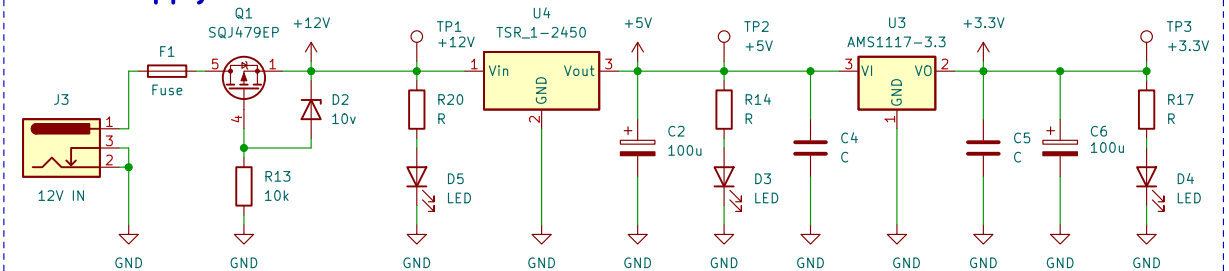 Q1
SQJ479EP
+12V
TP1
+12V
U4
TSR_1-2450
+5V
TP2
+5V
U3
AMS1117-3.3
+3.3V
TP3
+3.3V
F1
Fuse
5
1
4
1
Vin
Vout
3
GND
2
3
VI
VO
2
GND
1
J3
1
3
2
12V IN
D2
10v
R20
R
R14
R
R17
R
R13
10k
C2
100u
C4
C
C5
C
C6
100u
D5
LED
D3
LED
D4
LED
+
+
GND
GND
GND
GND
GND
GND
GND
GND
GND
GND
GND